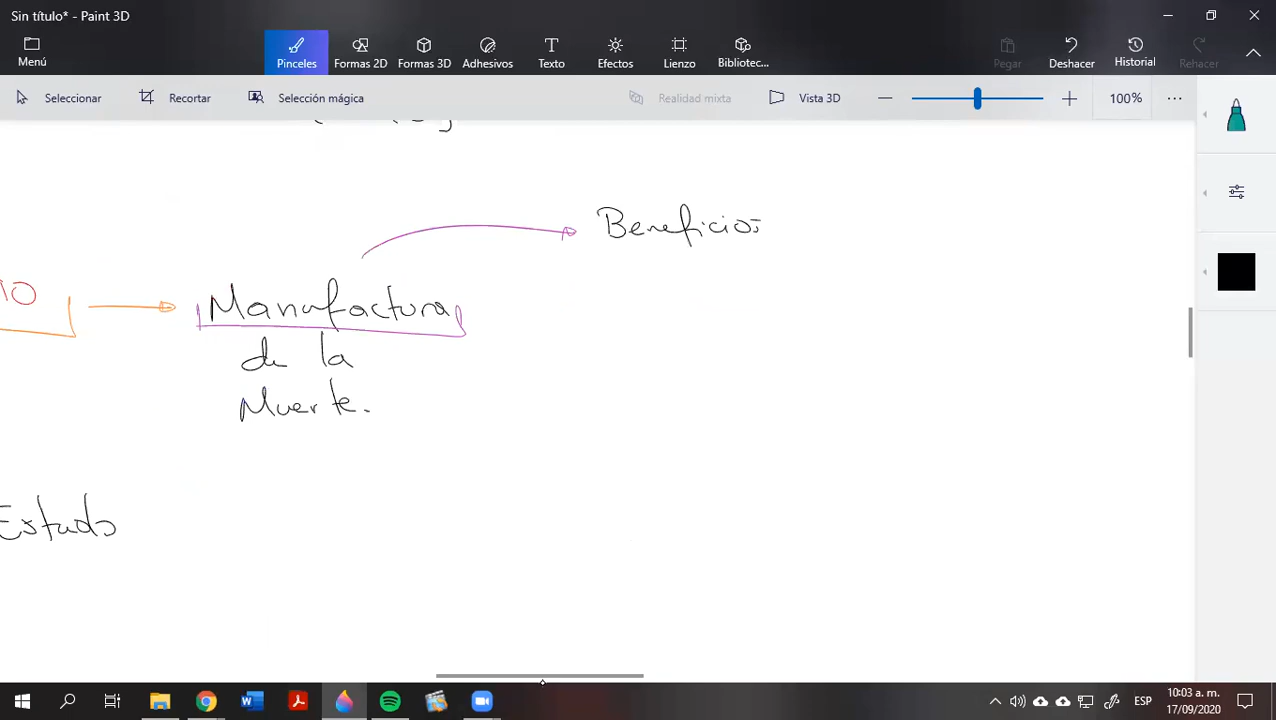 Sin título* - Paint 3D
Menú
Pinceles
Formas 2D
Formas 3D
Adhesivos
Texto
Efectos
Lienzo
Bibliotec...
Pegar
Deshacer
Historial
Rehacer
Seleccionar
Recortar
Selección mágica
Realidad mixta
Vista 3D
100%
Beneficios
Manufactura
de la
Muerte.
Estado
ESP
10:03 a. m.
17/09/2020